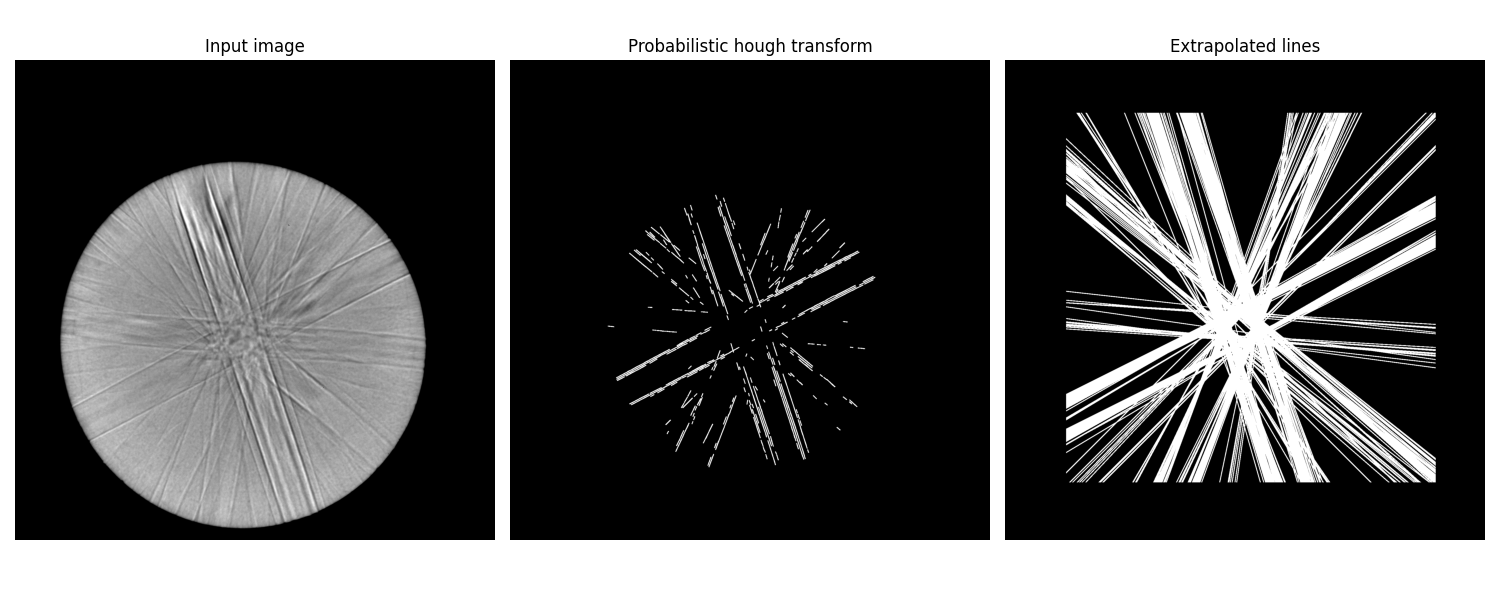 Input image
Probabilistic hough transform
Extrapolated lines